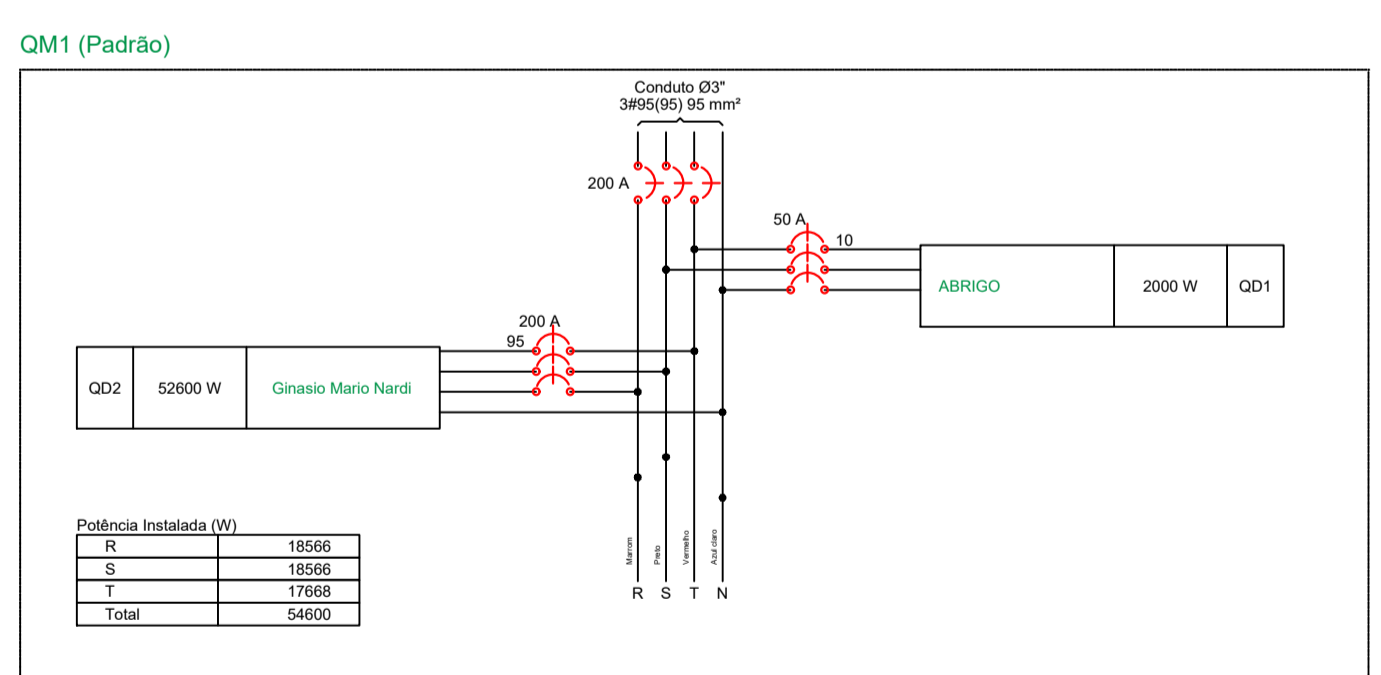 QM1 (Padrão)
Conduto Ø3"
3#95(95) 95 mm²
200 A
50 A
10
ABRIGO 2000 W QD1
200 A
95
QD2 52600 W Ginasio Mario Nardi
Potência Instalada (W)
R 18566
S 18566
T 17668
Total 54600
Marrom Preto Vermelho Azul claro
R S T N